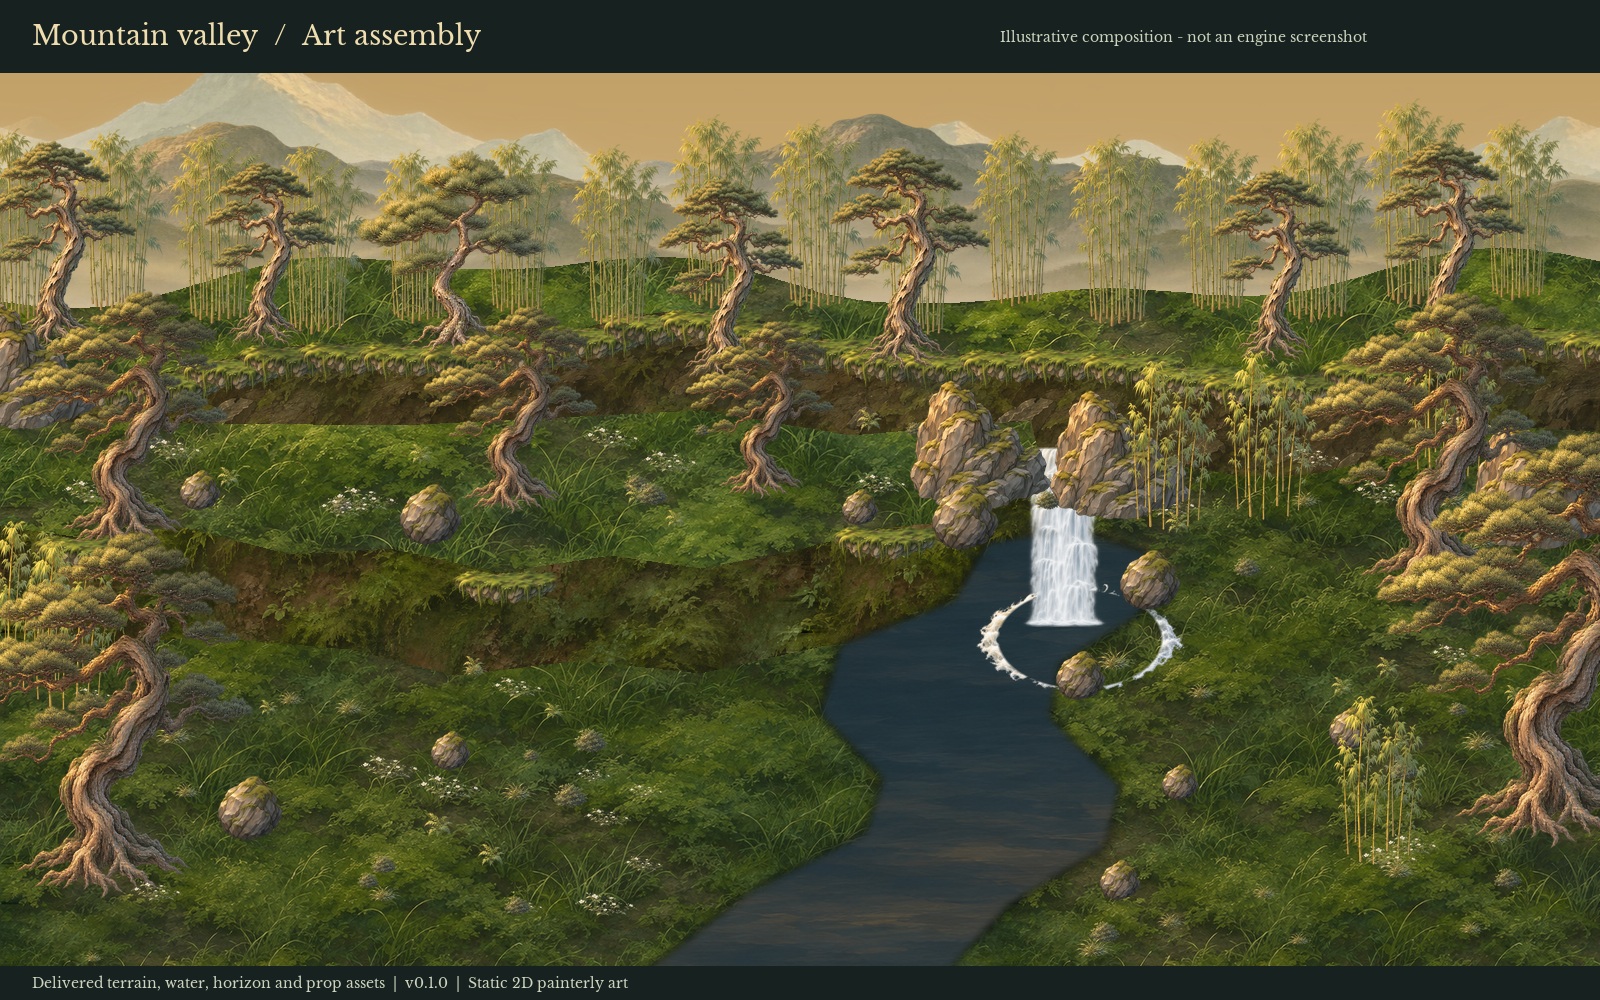 Mountain valley / Art assembly
Illustrative composition - not an engine screenshot
Delivered terrain, water, horizon and prop assets | v0.1.0 | Static 2D painterly art